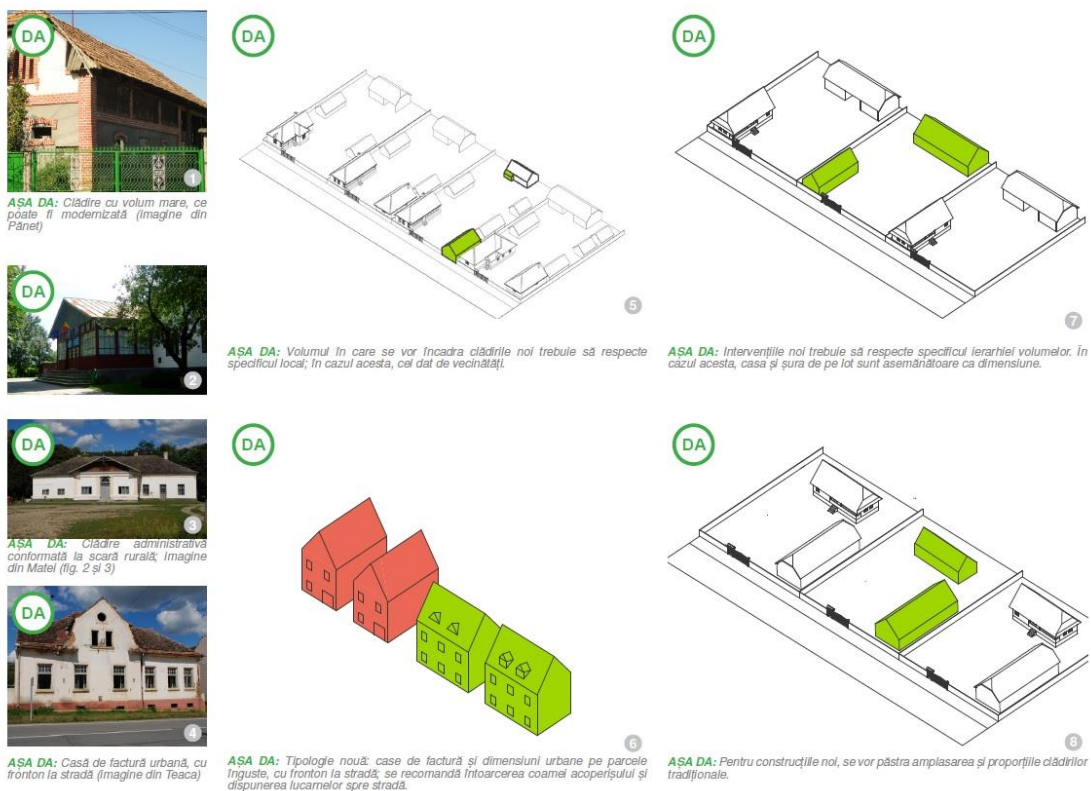 DA
1
AȘA DA: Clădire cu volum mare, ce
poate fi modernizată (imagine din
Pănet)
DA
2
DA
3
AȘA DA: Clădire administrativă
conformată la scară rurală; imagine
din Matei (fig. 2 și 3)
DA
4
AȘA DA: Casă de factură urbană, cu
fronton la stradă (imagine din Teaca)
DA
5
AȘA DA: Volumul în care se vor încadra clădirile noi trebuie să respecte
specificul local; în cazul acesta, cel dat de vecinătăți.
DA
6
AȘA DA: Tipologie nouă: case de factură și dimensiuni urbane pe parcele
înguste, cu fronton la stradă; se recomandă întoarcerea coamei acoperișului și
dispunerea lucarnelor spre stradă.
DA
7
AȘA DA: Intervențiile noi trebuie să respecte specificul ierarhiei volumelor. În
cazul acesta, casa și șura de pe lot sunt asemănătoare ca dimensiune.
DA
8
AȘA DA: Pentru construcțiile noi, se vor păstra amplasarea și proporțiile clădirilor
tradiționale.